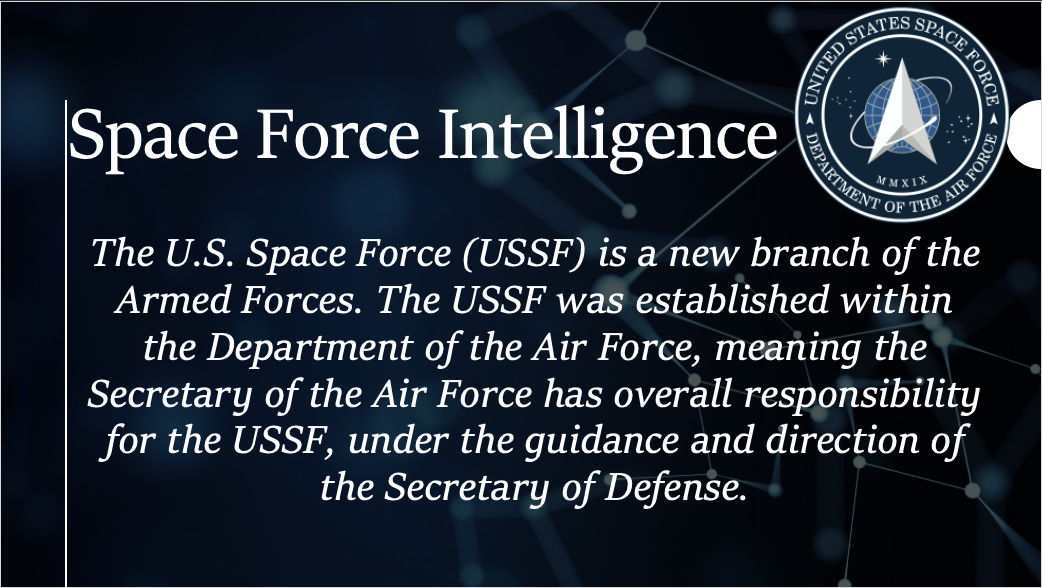 Space Force Intelligence
UNITED STATES SPACE FORCE
MMXIX
DEPARTMENT OF THE AIR FORCE
The U.S. Space Force (USSF) is a new branch of the
Armed Forces. The USSF was established within
the Department of the Air Force, meaning the
Secretary of the Air Force has overall responsibility
for the USSF, under the guidance and direction of
the Secretary of Defense.